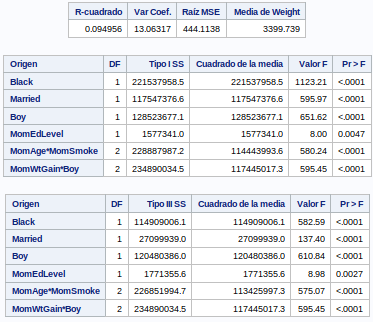 R-cuadrado Var Coef. Raíz MSE Media de Weight
0.094956 13.06317 444.1138 3399.739
Origen DF Tipo I SS Cuadrado de la media Valor F Pr > F
Black 1 221537958.5 221537958.5 1123.21 <.0001
Married 1 117547376.6 117547376.6 595.97 <.0001
Boy 1 128523677.1 128523677.1 651.62 <.0001
MomEdLevel 1 1577341.0 1577341.0 8.00 0.0047
MomAge*MomSmoke 2 228887987.2 114443993.6 580.24 <.0001
MomWtGain*Boy 2 234890034.5 117445017.3 595.45 <.0001
Origen DF Tipo III SS Cuadrado de la media Valor F Pr > F
Black 1 114909006.1 114909006.1 582.59 <.0001
Married 1 27099939.0 27099939.0 137.40 <.0001
Boy 1 120480386.0 120480386.0 610.84 <.0001
MomEdLevel 1 1771355.6 1771355.6 8.98 0.0027
MomAge*MomSmoke 2 226851994.7 113425997.3 575.07 <.0001
MomWtGain*Boy 2 234890034.5 117445017.3 595.45 <.0001